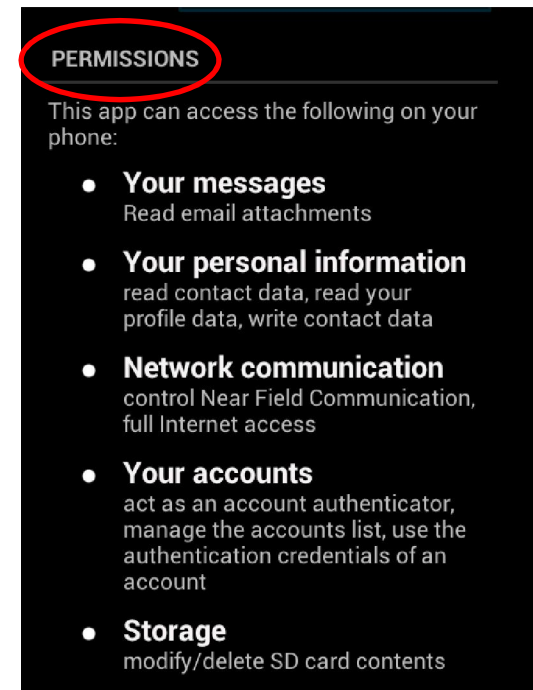 PERMISSIONS
This app can access the following on your
phone:
● Your messages
Read email attachments
● Your personal information
read contact data, read your
profile data, write contact data
● Network communication
control Near Field Communication,
full Internet access
● Your accounts
act as an account authenticator,
manage the accounts list, use the
authentication credentials of an
account
● Storage
modify/delete SD card contents